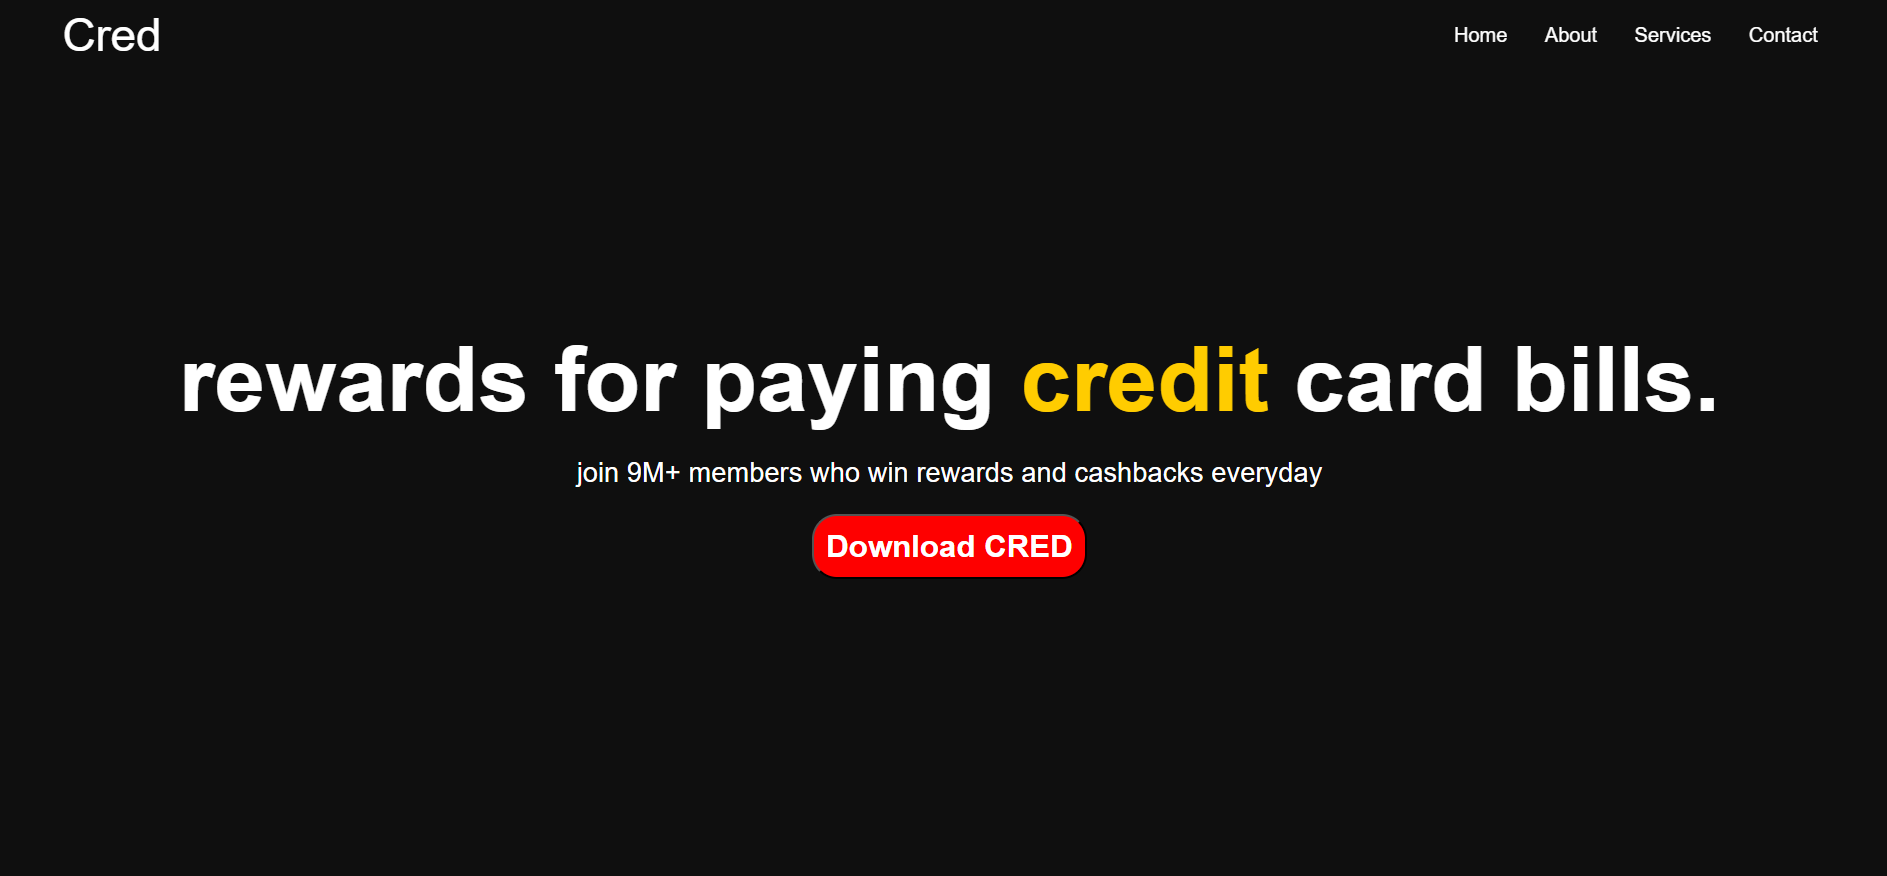 Cred
Home About Services Contact
rewards for paying credit card bills.
join 9M+ members who win rewards and cashbacks everyday
Download CRED